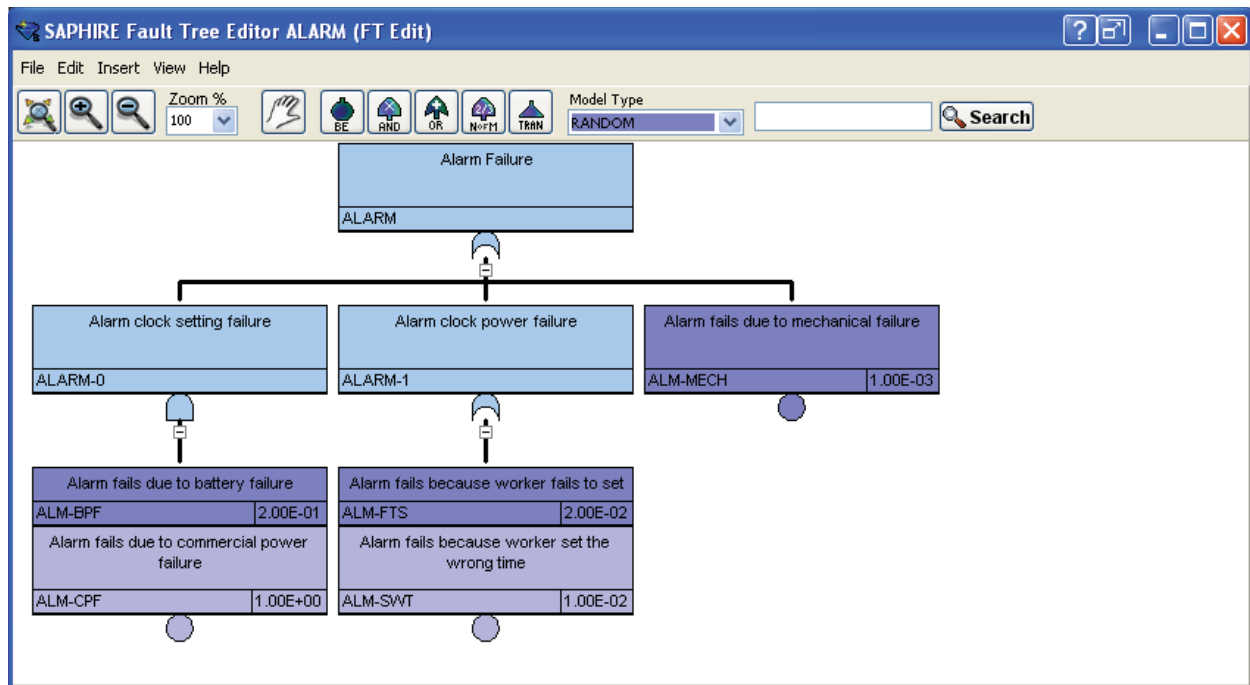 SAPHIRE Fault Tree Editor ALARM (FT Edit)
File Edit Insert View Help
Zoom %
100
BE
AND
OR
2/
N∘FM
TRAN
Model Type
RANDOM
Search
Alarm Failure
ALARM
Alarm clock setting failure
ALARM-0
Alarm clock power failure
ALARM-1
Alarm fails due to mechanical failure
ALM-MECH 1.00E-03
Alarm fails due to battery failure
ALM-BPF 2.00E-01
Alarm fails due to commercial power
failure
ALM-CPF 1.00E+00
Alarm fails because worker fails to set
ALM-FTS 2.00E-02
Alarm fails because worker set the
wrong time
ALM-SWT 1.00E-02